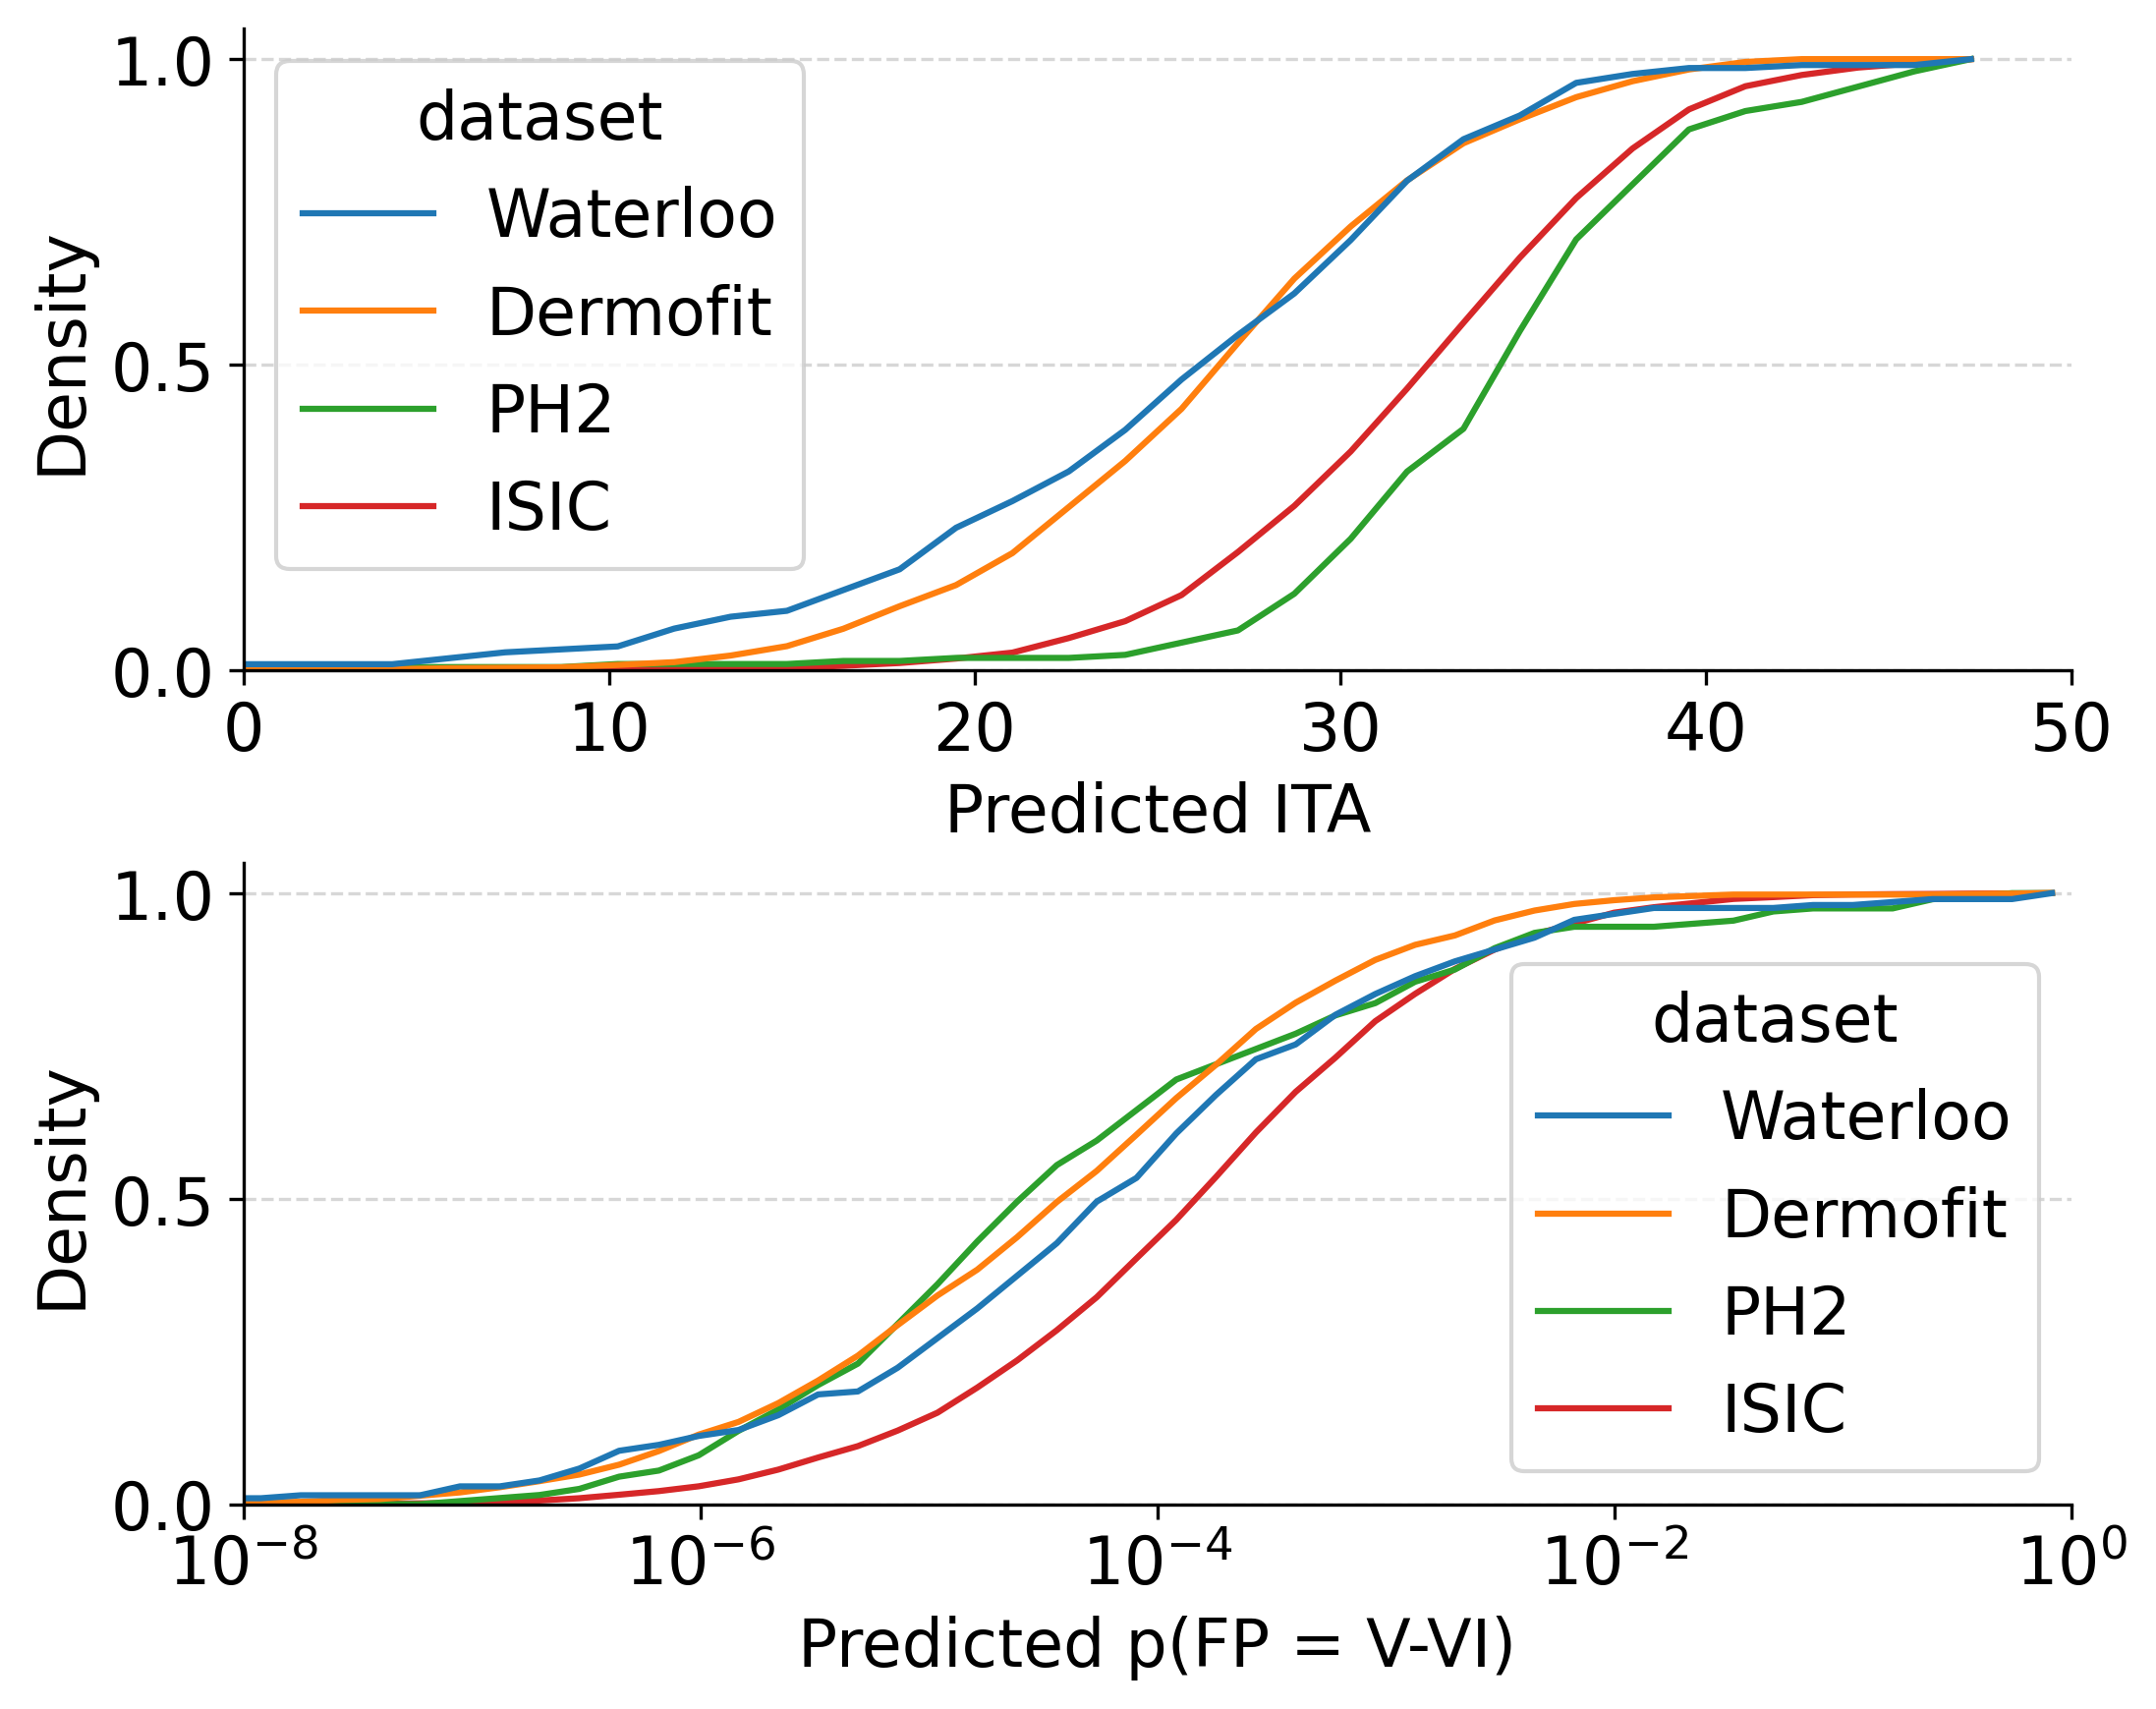 1.0
0.5
0.0
Density
dataset
Waterloo
Dermofit
PH2
ISIC
0 10 20 30 40 50
Predicted ITA
1.0
0.5
0.0
Density
dataset
Waterloo
Dermofit
PH2
ISIC
10⁻⁸ 10⁻⁶ 10⁻⁴ 10⁻² 10⁰
Predicted p(FP = V-VI)